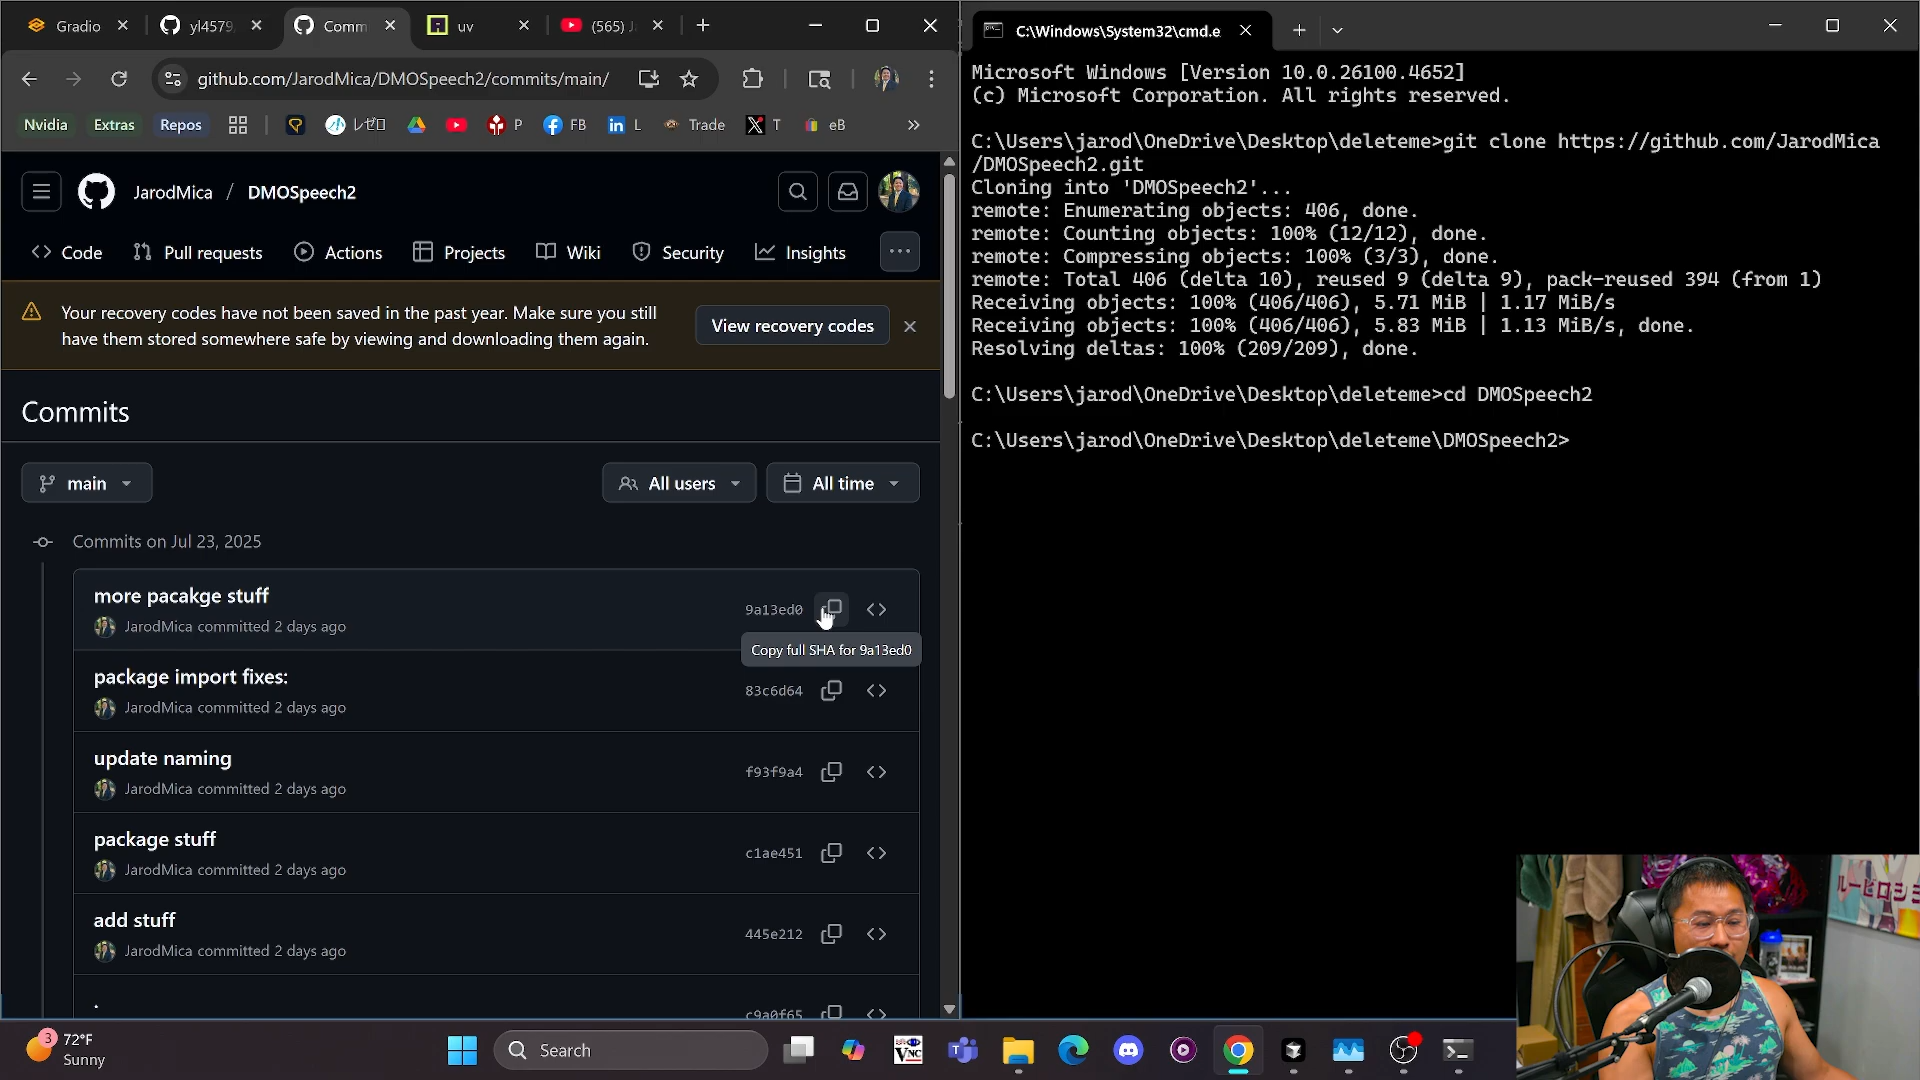 Gradio
yl4579
Comm
uv
(565) J
github.com/JarodMica/DMOSpeech2/commits/main/
Nvidia
Extras
Repos
レゼロ
P
FB
L
Trade
T
eB
JarodMica / DMOSpeech2
Code
Pull requests
Actions
Projects
Wiki
Security
Insights
Your recovery codes have not been saved in the past year. Make sure you still
have them stored somewhere safe by viewing and downloading them again.
View recovery codes
Commits
main
All users
All time
Commits on Jul 23, 2025
more pacakge stuff
9a13ed0
JarodMica committed 2 days ago
Copy full SHA for 9a13ed0
package import fixes:
83c6d64
JarodMica committed 2 days ago
update naming
f93f9a4
JarodMica committed 2 days ago
package stuff
c1ae451
JarodMica committed 2 days ago
add stuff
445e212
JarodMica committed 2 days ago
.
c9a0f65
C:\Windows\System32\cmd.e
Microsoft Windows [Version 10.0.26100.4652]
(c) Microsoft Corporation. All rights reserved.
C:\Users\jarod\OneDrive\Desktop\deleteme>git clone https://github.com/JarodMica
/DMOSpeech2.git
Cloning into 'DMOSpeech2'...
remote: Enumerating objects: 406, done.
remote: Counting objects: 100% (12/12), done.
remote: Compressing objects: 100% (3/3), done.
remote: Total 406 (delta 10), reused 9 (delta 9), pack-reused 394 (from 1)
Receiving objects: 100% (406/406), 5.71 MiB | 1.17 MiB/s
Receiving objects: 100% (406/406), 5.83 MiB | 1.13 MiB/s, done.
Resolving deltas: 100% (209/209), done.
C:\Users\jarod\OneDrive\Desktop\deleteme>cd DMOSpeech2
C:\Users\jarod\OneDrive\Desktop\deleteme\DMOSpeech2>
3
72°F
Sunny
Search
VNC